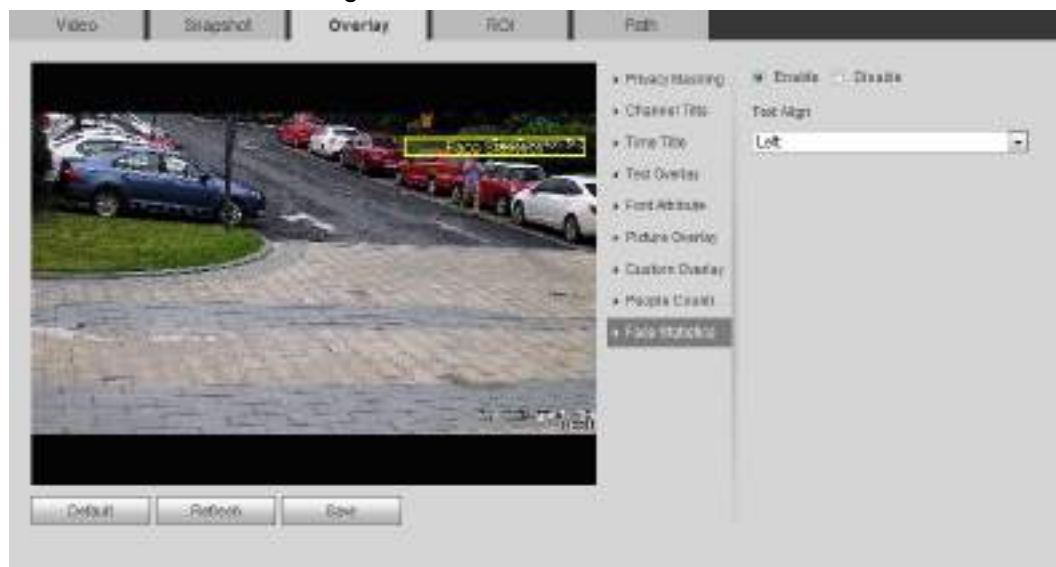 Video
Snapshot
Overlay
ROI
Path
Privacy Masking
Enable
Disable
Channel Title
Text Align
Time Title
Left
Text Overlay
Font Attribute
Picture Overlay
Custom Overlay
People Count
Face Statistics
Face Statistics
Default
Refresh
Save